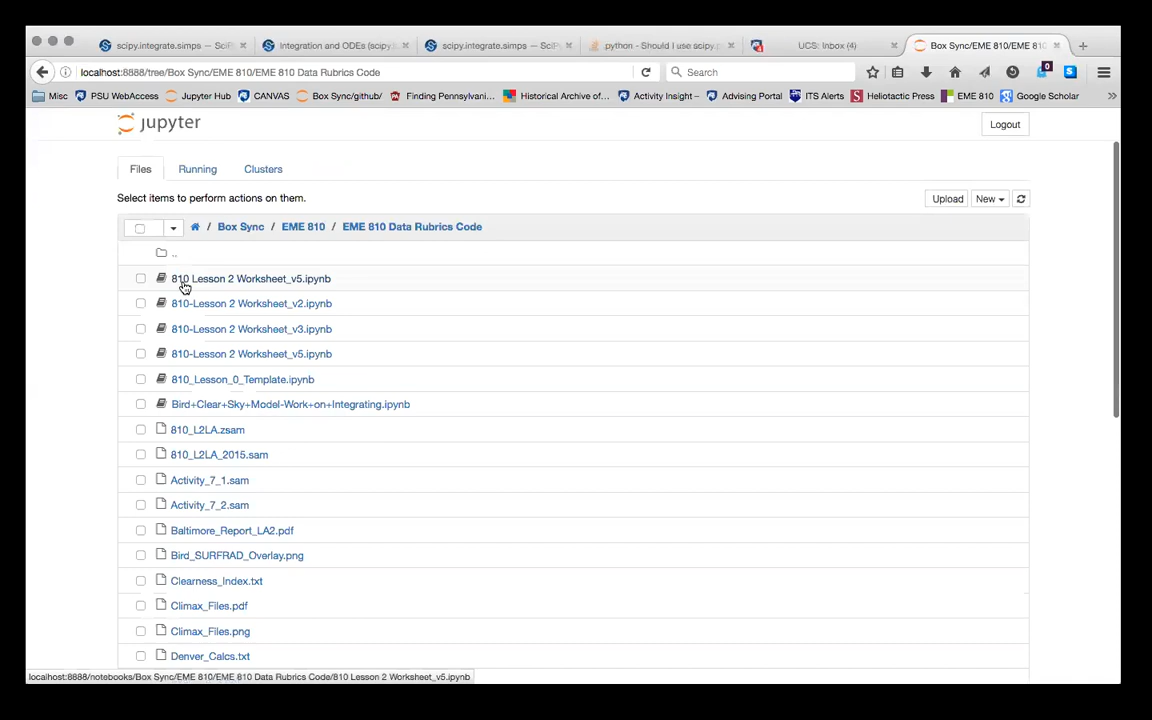 scipy.integrate.simps — SciP
Integration and ODEs (scipy.
scipy.integrate.simps — SciP
python - Should I use scipy.p
UCS: Inbox (4)
Box Sync/EME 810/EME 810
localhost:8888/tree/Box Sync/EME 810/EME 810 Data Rubrics Code
Search
0
Misc PSU WebAccess Jupyter Hub CANVAS Box Sync/github/ Finding Pennsylvani... Historical Archive of... Activity Insight – Advising Portal ITS Alerts Heliotactic Press EME 810 Google Scholar
jupyter
Logout
Files Running Clusters
Select items to perform actions on them.
Upload New
/ Box Sync / EME 810 / EME 810 Data Rubrics Code
..
810 Lesson 2 Worksheet_v5.ipynb
810-Lesson 2 Worksheet_v2.ipynb
810-Lesson 2 Worksheet_v3.ipynb
810-Lesson 2 Worksheet_v5.ipynb
810_Lesson_0_Template.ipynb
Bird+Clear+Sky+Model-Work+on+Integrating.ipynb
810_L2LA.zsam
810_L2LA_2015.sam
Activity_7_1.sam
Activity_7_2.sam
Baltimore_Report_LA2.pdf
Bird_SURFRAD_Overlay.png
Clearness_Index.txt
Climax_Files.pdf
Climax_Files.png
Denver_Calcs.txt
localhost:8888/notebooks/Box Sync/EME 810/EME 810 Data Rubrics Code/810 Lesson 2 Worksheet_v5.ipynb